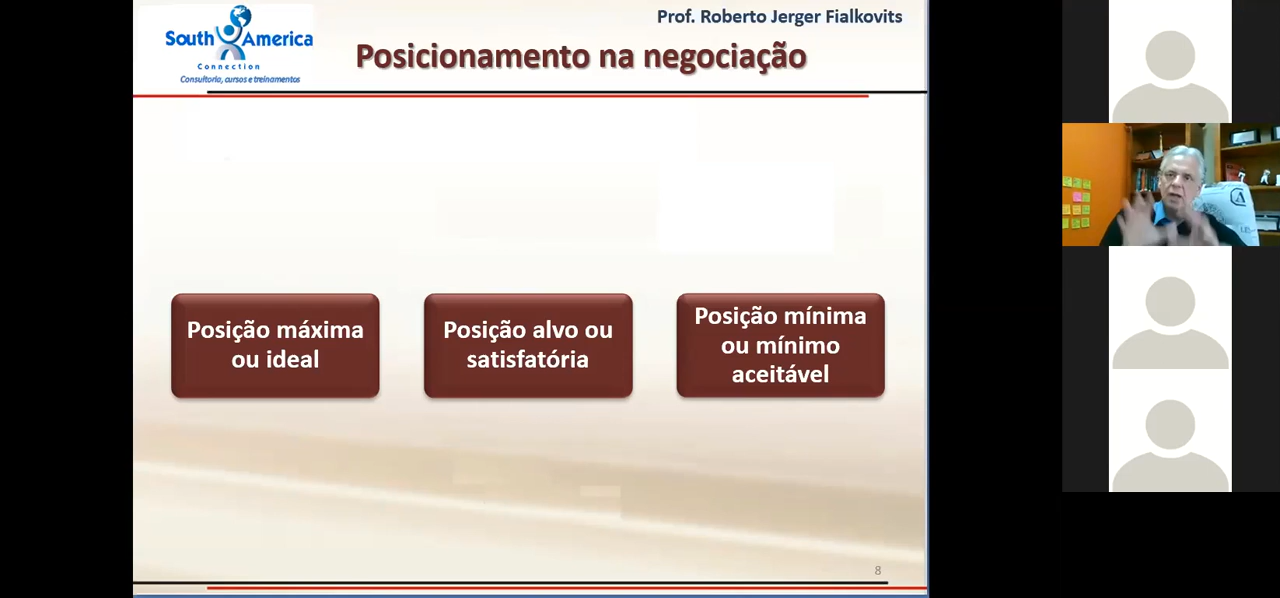 Prof. Roberto Jerger Fialkovits
South America
Connection
Consultoria, cursos e treinamentos
Posicionamento na negociação
Posição máxima
ou ideal
Posição alvo ou
satisfatória
Posição mínima
ou mínimo
aceitável
8